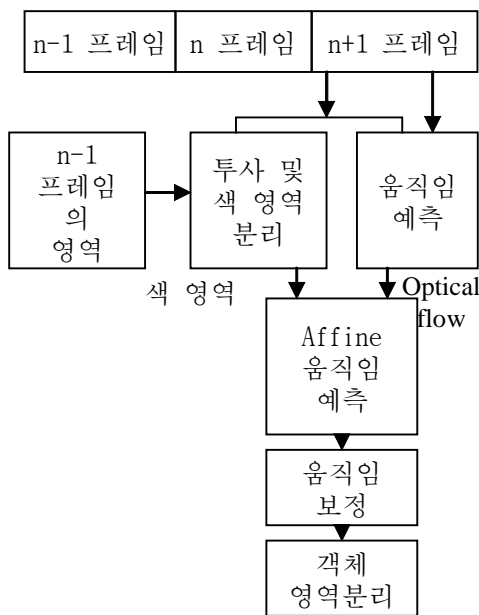 n-1 프레임 n 프레임 n+1 프레임
n-1
프레임
의
영역
투사 및
색 영역
분리
움직임
예측
색 영역
Optical
flow
Affine
움직임
예측
움직임
보정
객체
영역분리